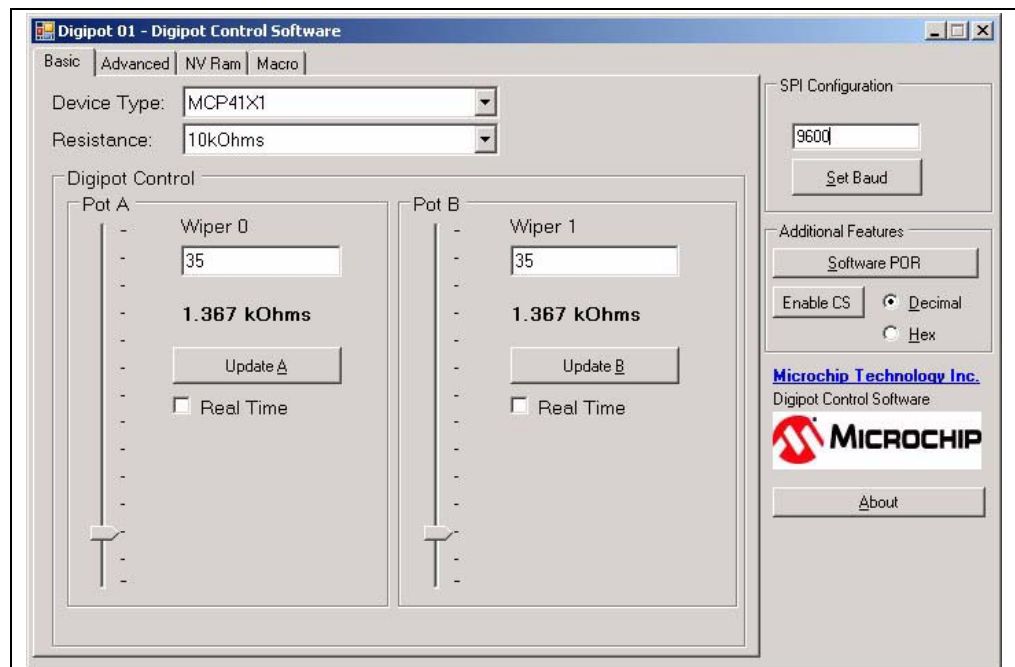 Digipot 01 - Digipot Control Software
Basic Advanced NV Ram Macro
Device Type: MCP41X1
Resistance: 10kOhms
Digipot Control
Pot A
Wiper 0
35
1.367 kOhms
Update A
Real Time
Pot B
Wiper 1
35
1.367 kOhms
Update B
Real Time
SPI Configuration
9600
Set Baud
Additional Features
Software POR
Enable CS
Decimal
Hex
Microchip Technology Inc.
Digipot Control Software
MICROCHIP
About